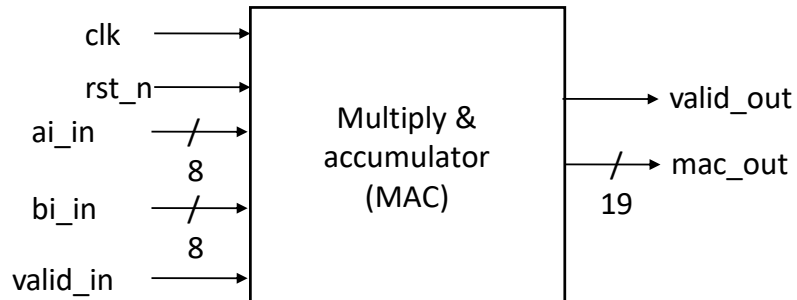 clk
rst_n
ai_in
8
bi_in
8
valid_in
Multiply &
accumulator
(MAC)
valid_out
mac_out
19